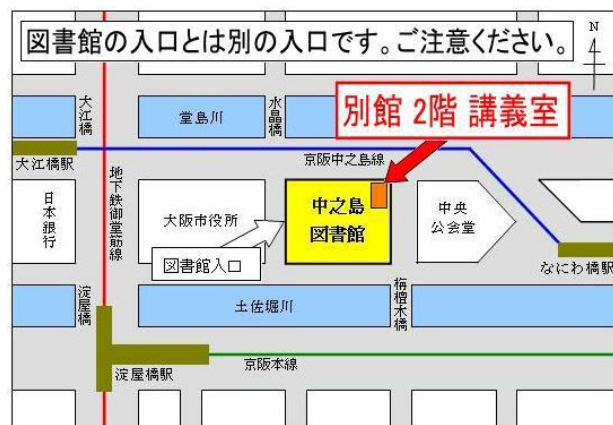 図書館の入口とは別の入口です。ご注意ください。
N
大江橋
堂島川
水晶橋
別館 2階 講義室
大江橋駅
京阪中之島線
地下鉄御堂筋線
日本銀行
大阪市役所
中之島
図書館
中央
公会堂
図書館入口
なにわ橋駅
淀屋橋
土佐堀川
栴檀木橋
京阪本線
淀屋橋駅